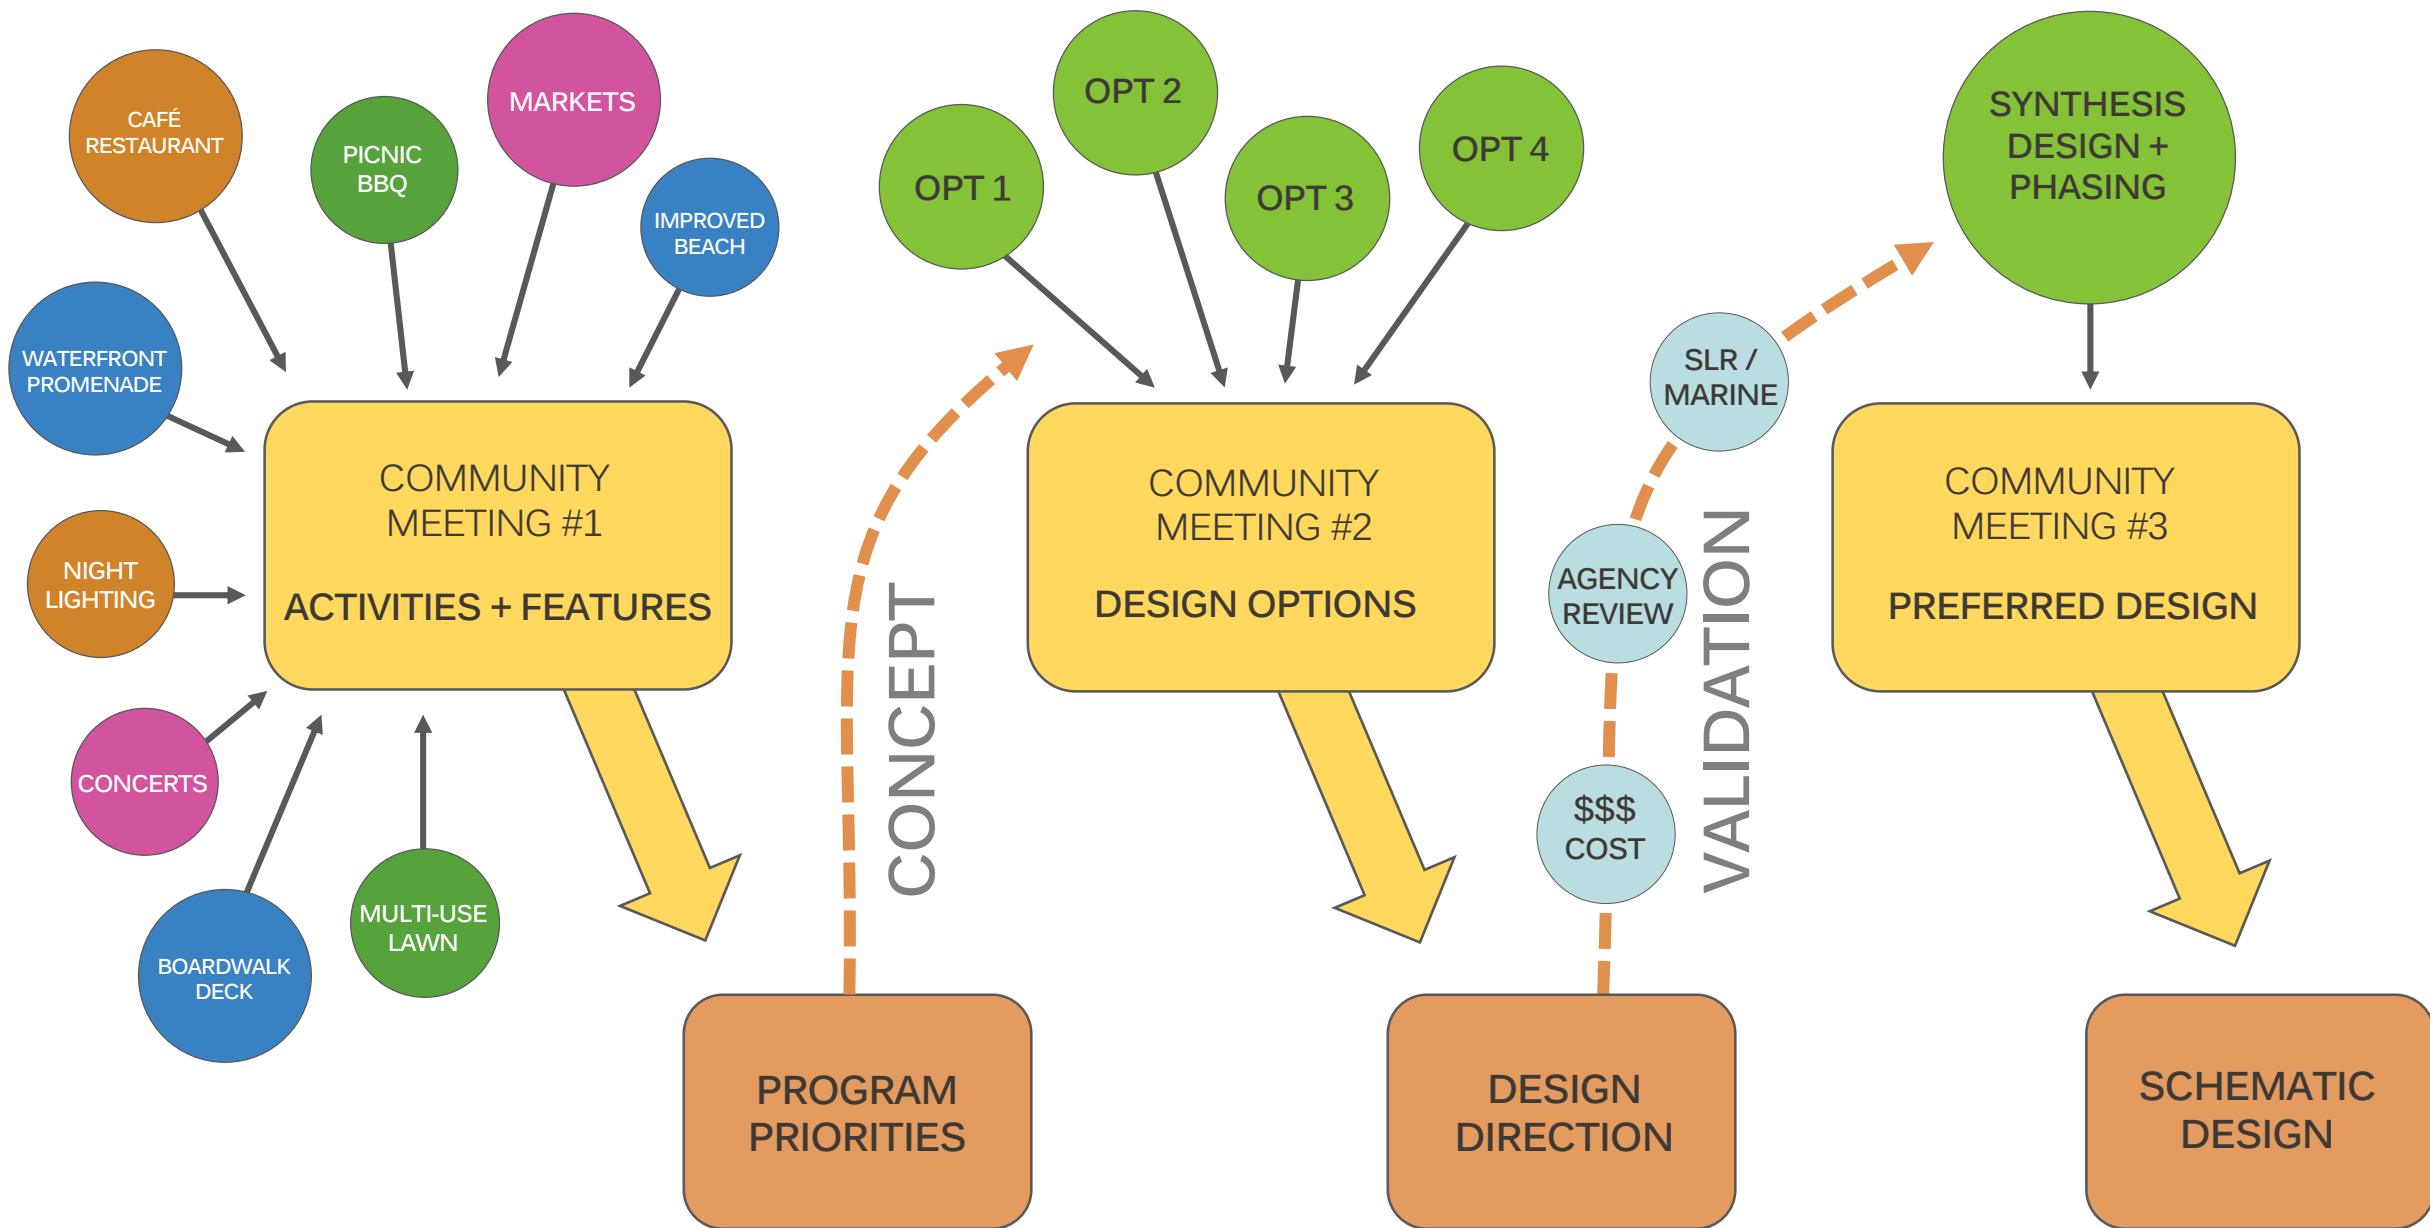 CAFÉ
RESTAURANT
PICNIC
BBQ
MARKETS
IMPROVED
BEACH
WATERFRONT
PROMENADE
NIGHT
LIGHTING
CONCERTS
BOARDWALK
DECK
MULTI-USE
LAWN
COMMUNITY
MEETING #1
ACTIVITIES + FEATURES
PROGRAM
PRIORITIES
CONCEPT
OPT 1
OPT 2
OPT 3
OPT 4
COMMUNITY
MEETING #2
DESIGN OPTIONS
DESIGN
DIRECTION
$$$
COST
AGENCY
REVIEW
SLR /
MARINE
VALIDATION
SYNTHESIS
DESIGN +
PHASING
COMMUNITY
MEETING #3
PREFERRED DESIGN
SCHEMATIC
DESIGN